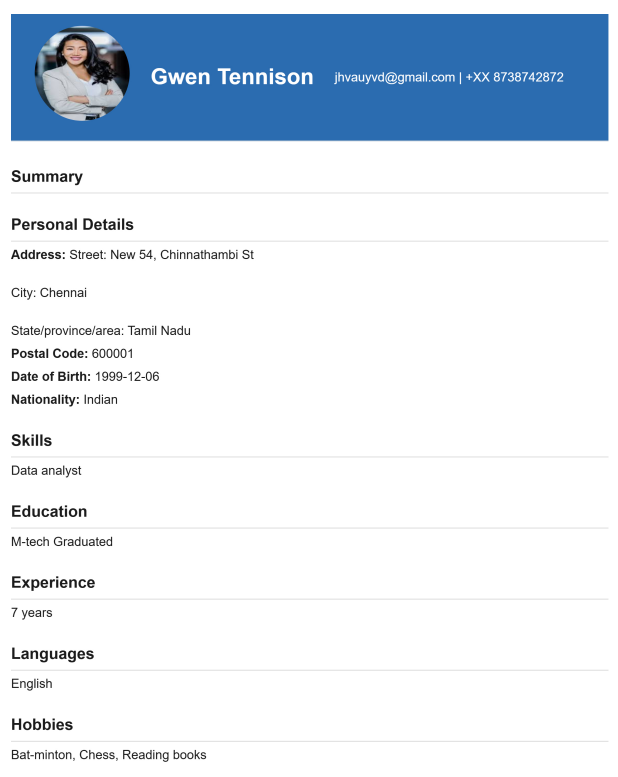 Gwen Tennison
jhvauyvd@gmail.com | +XX 8738742872
Summary
Personal Details
Address: Street: New 54, Chinnathambi St
City: Chennai
State/province/area: Tamil Nadu
Postal Code: 600001
Date of Birth: 1999-12-06
Nationality: Indian
Skills
Data analyst
Education
M-tech Graduated
Experience
7 years
Languages
English
Hobbies
Bat-minton, Chess, Reading books